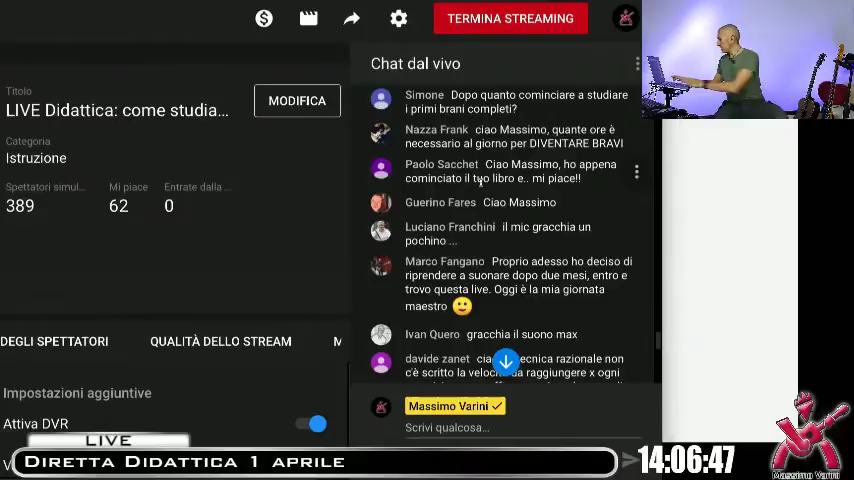 TERMINA STREAMING
Titolo
LIVE Didattica: come studia...
MODIFICA
Categoria
Istruzione
Spettatori simul...
Mi piace
Entrate dalla ...
389
62
0
DEGLI SPETTATORI
QUALITÀ DELLO STREAM
Impostazioni aggiuntive
Attiva DVR
Chat dal vivo
Simone Dopo quanto cominciare a studiare
i primi brani completi?
Nazza Frank ciao Massimo, quante ore è
necessario al giorno per DIVENTARE BRAVI
Paolo Sacchet Ciao Massimo, ho appena
cominciato il tuo libro e.. mi piace!!
Guerino Fares Ciao Massimo
Luciano Franchini il mic gracchia un
pochino ...
Marco Fangano Proprio adesso ho deciso di
riprendere a suonare dopo due mesi, entro e
trovo questa live. Oggi è la mia giornata
maestro
Ivan Quero gracchia il suono max
davide zanet tecnica razionale non
c'è scritto la velocità da raggiungere x ogni
Massimo Varini
Scrivi qualcosa...
LIVE
DIRETTA DIDATTICA 1 APRILE
14:06:47
Massimo Varini